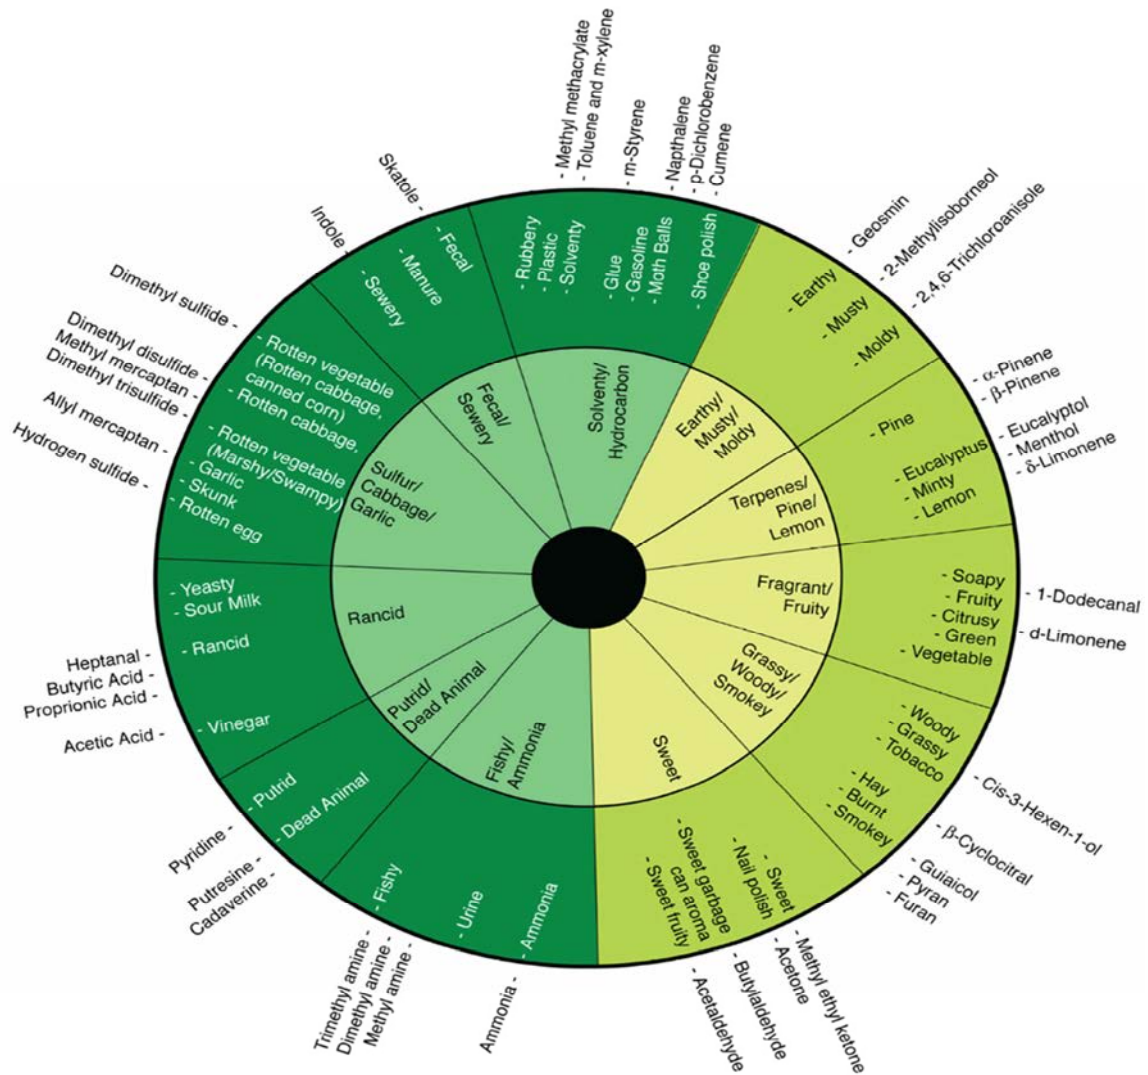 - Methyl methacrylate
- Toluene and m-xylene
- m-Styrene
- Napthalene
- p-Dichlorobenzene
- Cumene
- Rubbery
- Plastic
- Solventy
- Glue
- Gasoline
- Moth Balls
- Shoe polish
Solventy/
Hydrocarbon
- Geosmin
- 2-Methylisoborneol
- 2,4,6-Trichloroanisole
- Earthy
- Musty
- Moldy
Earthy/
Musty/
Moldy
- α-Pinene
- β-Pinene
- Eucalyptol
- Menthol
- δ-Limonene
- Pine
- Eucalyptus
- Minty
- Lemon
Terpenes/
Pine/
Lemon
- Soapy
- Fruity
- Citrusy
- Green
- Vegetable
- 1-Dodecanal
- d-Limonene
Fragrant/
Fruity
- Woody
- Grassy
- Tobacco
- Hay
- Burnt
- Smokey
- Cis-3-Hexen-1-ol
- β-Cyclocitral
- Guiaicol
- Pyran
- Furan
Grassy/
Woody/
Smokey
Sweet
- Sweet
- Nail polish
- Sweet garbage
can aroma
- Sweet fruity
- Methyl ethyl ketone
- Acetone
- Butylaldehyde
- Acetaldehyde
Fishy/
Ammonia
- Fishy
- Urine
- Ammonia
Trimethyl amine -
Dimethyl amine -
Methyl amine -
Ammonia -
Putrid/
Dead Animal
- Putrid
- Dead Animal
Pyridine -
Putresine -
Cadaverine -
Rancid
- Yeasty
- Sour Milk
- Rancid
- Vinegar
Heptanal -
Butyric Acid -
Proprionic Acid -
Acetic Acid -
Sulfur/
Cabbage/
Garlic
- Rotten vegetable
(Rotten cabbage,
canned corn)
- Rotten cabbage,
- Rotten vegetable
(Marshy/Swampy)
- Garlic
- Skunk
- Rotten egg
Dimethyl sulfide -
Dimethyl disulfide -
Methyl mercaptan -
Dimethyl trisulfide -
Allyl mercaptan -
Hydrogen sulfide -
Fecal/
Sewery
- Fecal
- Manure
- Sewery
Skatole -
Indole -